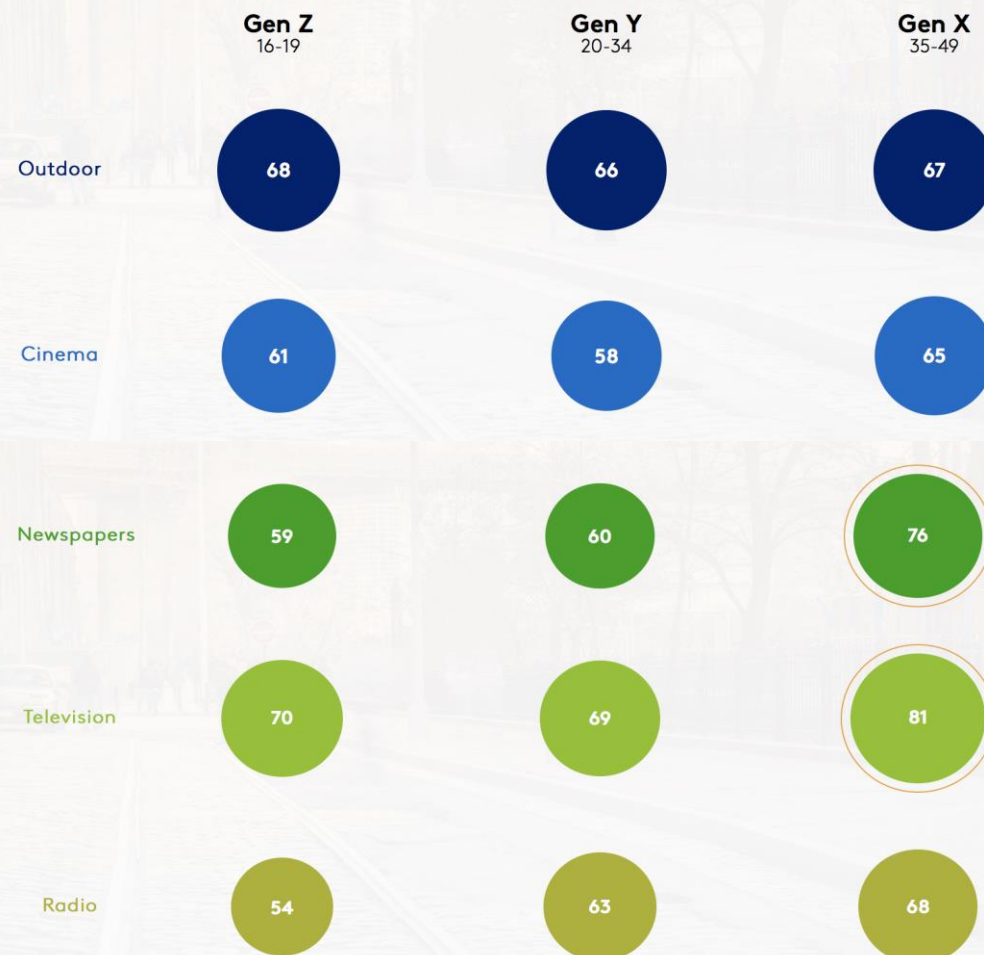 Gen Z Gen Y Gen X
16-19 20-34 35-49
Outdoor 68 66 67
Cinema 61 58 65
Newspapers 59 60 76
Television 70 69 81
Radio 54 63 68